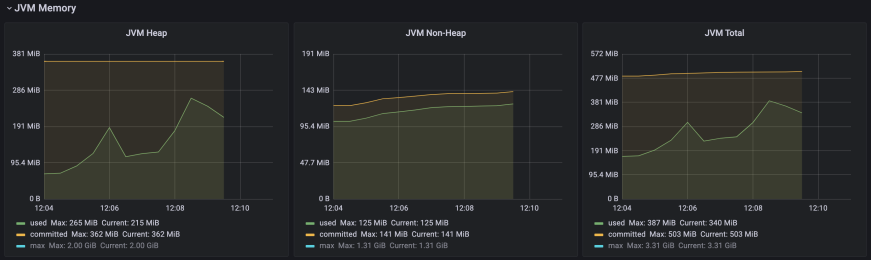 JVM Memory
JVM Heap
381 MiB
286 MiB
191 MiB
95.4 MiB
0 B
12:04 12:06 12:08 12:10
used Max: 265 MiB Current: 215 MiB
committed Max: 362 MiB Current: 362 MiB
max Max: 2.00 GiB Current: 2.00 GiB
JVM Non-Heap
191 MiB
143 MiB
95.4 MiB
47.7 MiB
0 B
12:04 12:06 12:08 12:10
used Max: 125 MiB Current: 125 MiB
committed Max: 141 MiB Current: 141 MiB
max Max: 1.31 GiB Current: 1.31 GiB
JVM Total
572 MiB
477 MiB
381 MiB
286 MiB
191 MiB
95.4 MiB
0 B
12:04 12:06 12:08 12:10
used Max: 387 MiB Current: 340 MiB
committed Max: 503 MiB Current: 503 MiB
max Max: 3.31 GiB Current: 3.31 GiB